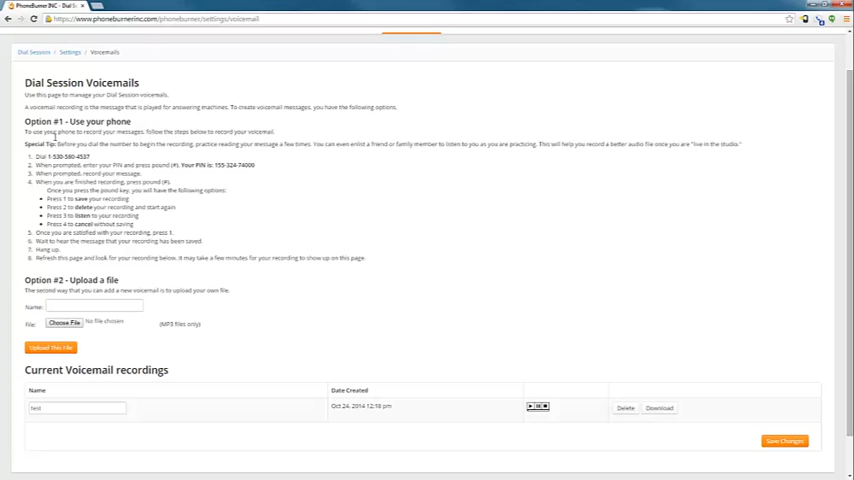 PhoneBurner INC - Dial Se
https://www.phoneburnerinc.com/phoneburner/settings/voicemail
Dial Session / Settings / Voicemails
Dial Session Voicemails
Use this page to manage your Dial Session voicemails.
A voicemail recording is the message that is played for answering machines. To create voicemail messages, you have the following options.
Option #1 - Use your phone
To use your phone to record your messages, follow the steps below to record your voicemail.
Special Tip: Before you dial the number to begin the recording, practice reading your message a few times. You can even enlist a friend or family member to listen to you as you are practicing. This will help you record a better audio file once you are "live in the studio".
1. Dial 1-530-580-4537
2. When prompted, enter your PIN and press pound (#). Your PIN is: 155-324-74000
3. When prompted, record your message.
4. When you are finished recording, press pound (#).
Once you press the pound key, you will have the following options:
• Press 1 to save your recording
• Press 2 to delete your recording and start again
• Press 3 to listen to your recording
• Press 4 to cancel without saving
5. Once you are satisfied with your recording, press 1.
6. Wait to hear the message that your recording has been saved.
7. Hang up.
8. Refresh this page and look for your recording below, it may take a few minutes for your recording to show up on this page.
Option #2 - Upload a file
The second way that you can add a new voicemail is to upload your own file.
Name:
File: Choose File No file chosen (MP3 files only)
Upload This File
Current Voicemail recordings
Name Date Created
test Oct 24, 2014 12:18 pm Delete Download
Save Changes